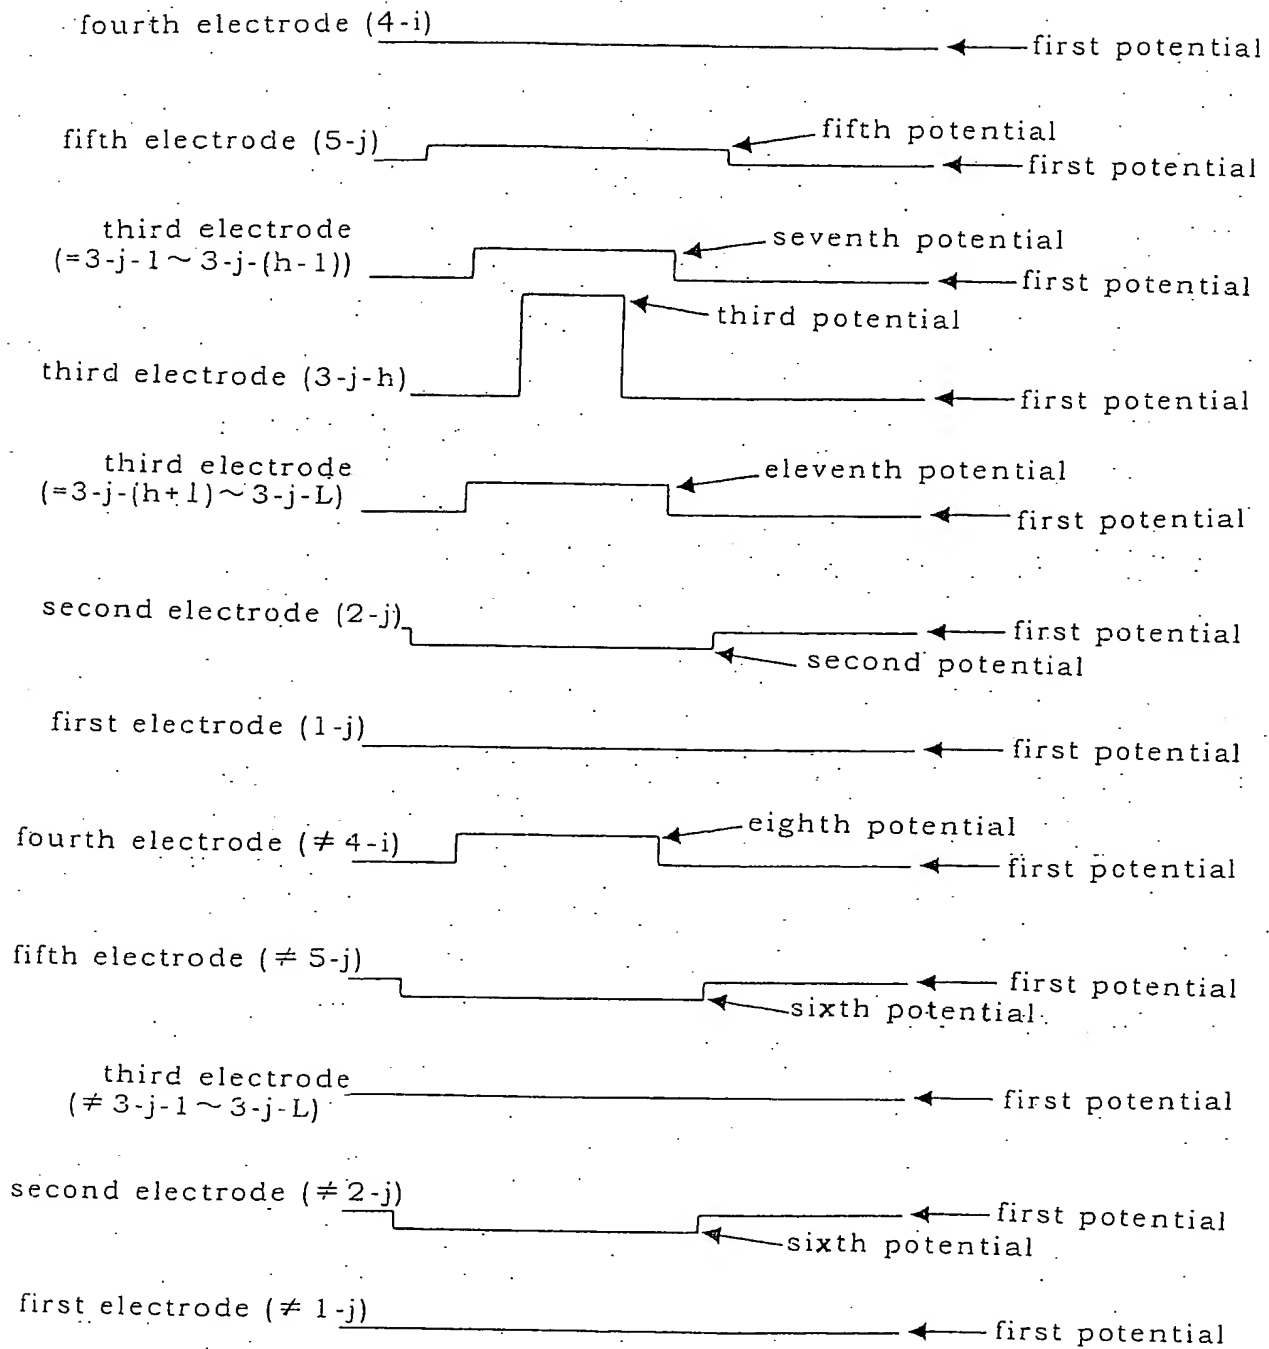 fourth electrode (4-i)
first potential
fifth electrode (5-j)
fifth potential
first potential
third electrode
(=3-j-1~3-j-(h-1))
seventh potential
first potential
third potential
third electrode (3-j-h)
first potential
third electrode
(=3-j-(h+1)~3-j-L)
eleventh potential
first potential
second electrode (2-j)
first potential
second potential
first electrode (1-j)
first potential
fourth electrode (≠4-i)
eighth potential
first potential
fifth electrode (≠5-j)
first potential
sixth potential
third electrode
(≠3-j-1~3-j-L)
first potential
second electrode (≠2-j)
first potential
sixth potential
first electrode (≠1-j)
first potential